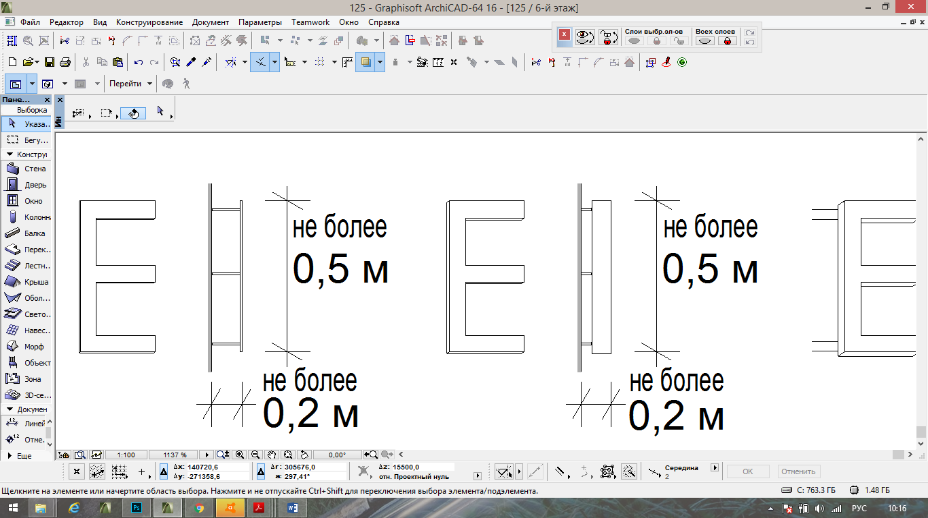 125 - Graphisoft ArchiCAD-64 16 - [125 / 6-й этаж]
Файл Редактор Вид Конструирование Документ Параметры Teamwork Окно Справка
Слои выбр.эл-ов Всех слоев
Перейти
Пане...
Выборка
Указа...
Бегу...
Констру
Стена
Дверь
Окно
Колонн
Балка
Перек...
Лестн...
Крыша
Обол...
Свето...
Навес...
Морф
Объект
Зона
3D-се...
Докумен
Линей
Отме...
Еще
Ин
E
не более
0,5 м
не более
0,2 м
E
не более
0,5 м
не более
0,2 м
E
1:100 1137 % 0,00°
Δx: 140720,6
Δy: -271358,6
Δr: 305676,0
α: 297,41°
Δz: 15500,0
отн. Проектный нуль
Середина
2
ОК Отменить
Щелкните на элементе или начертите область выбора. Нажмите и не отпускайте Ctrl+Shift для переключения выбора элемента/подэлемента.
C: 763.3 ГБ 1.48 ГБ
РУС 10:16